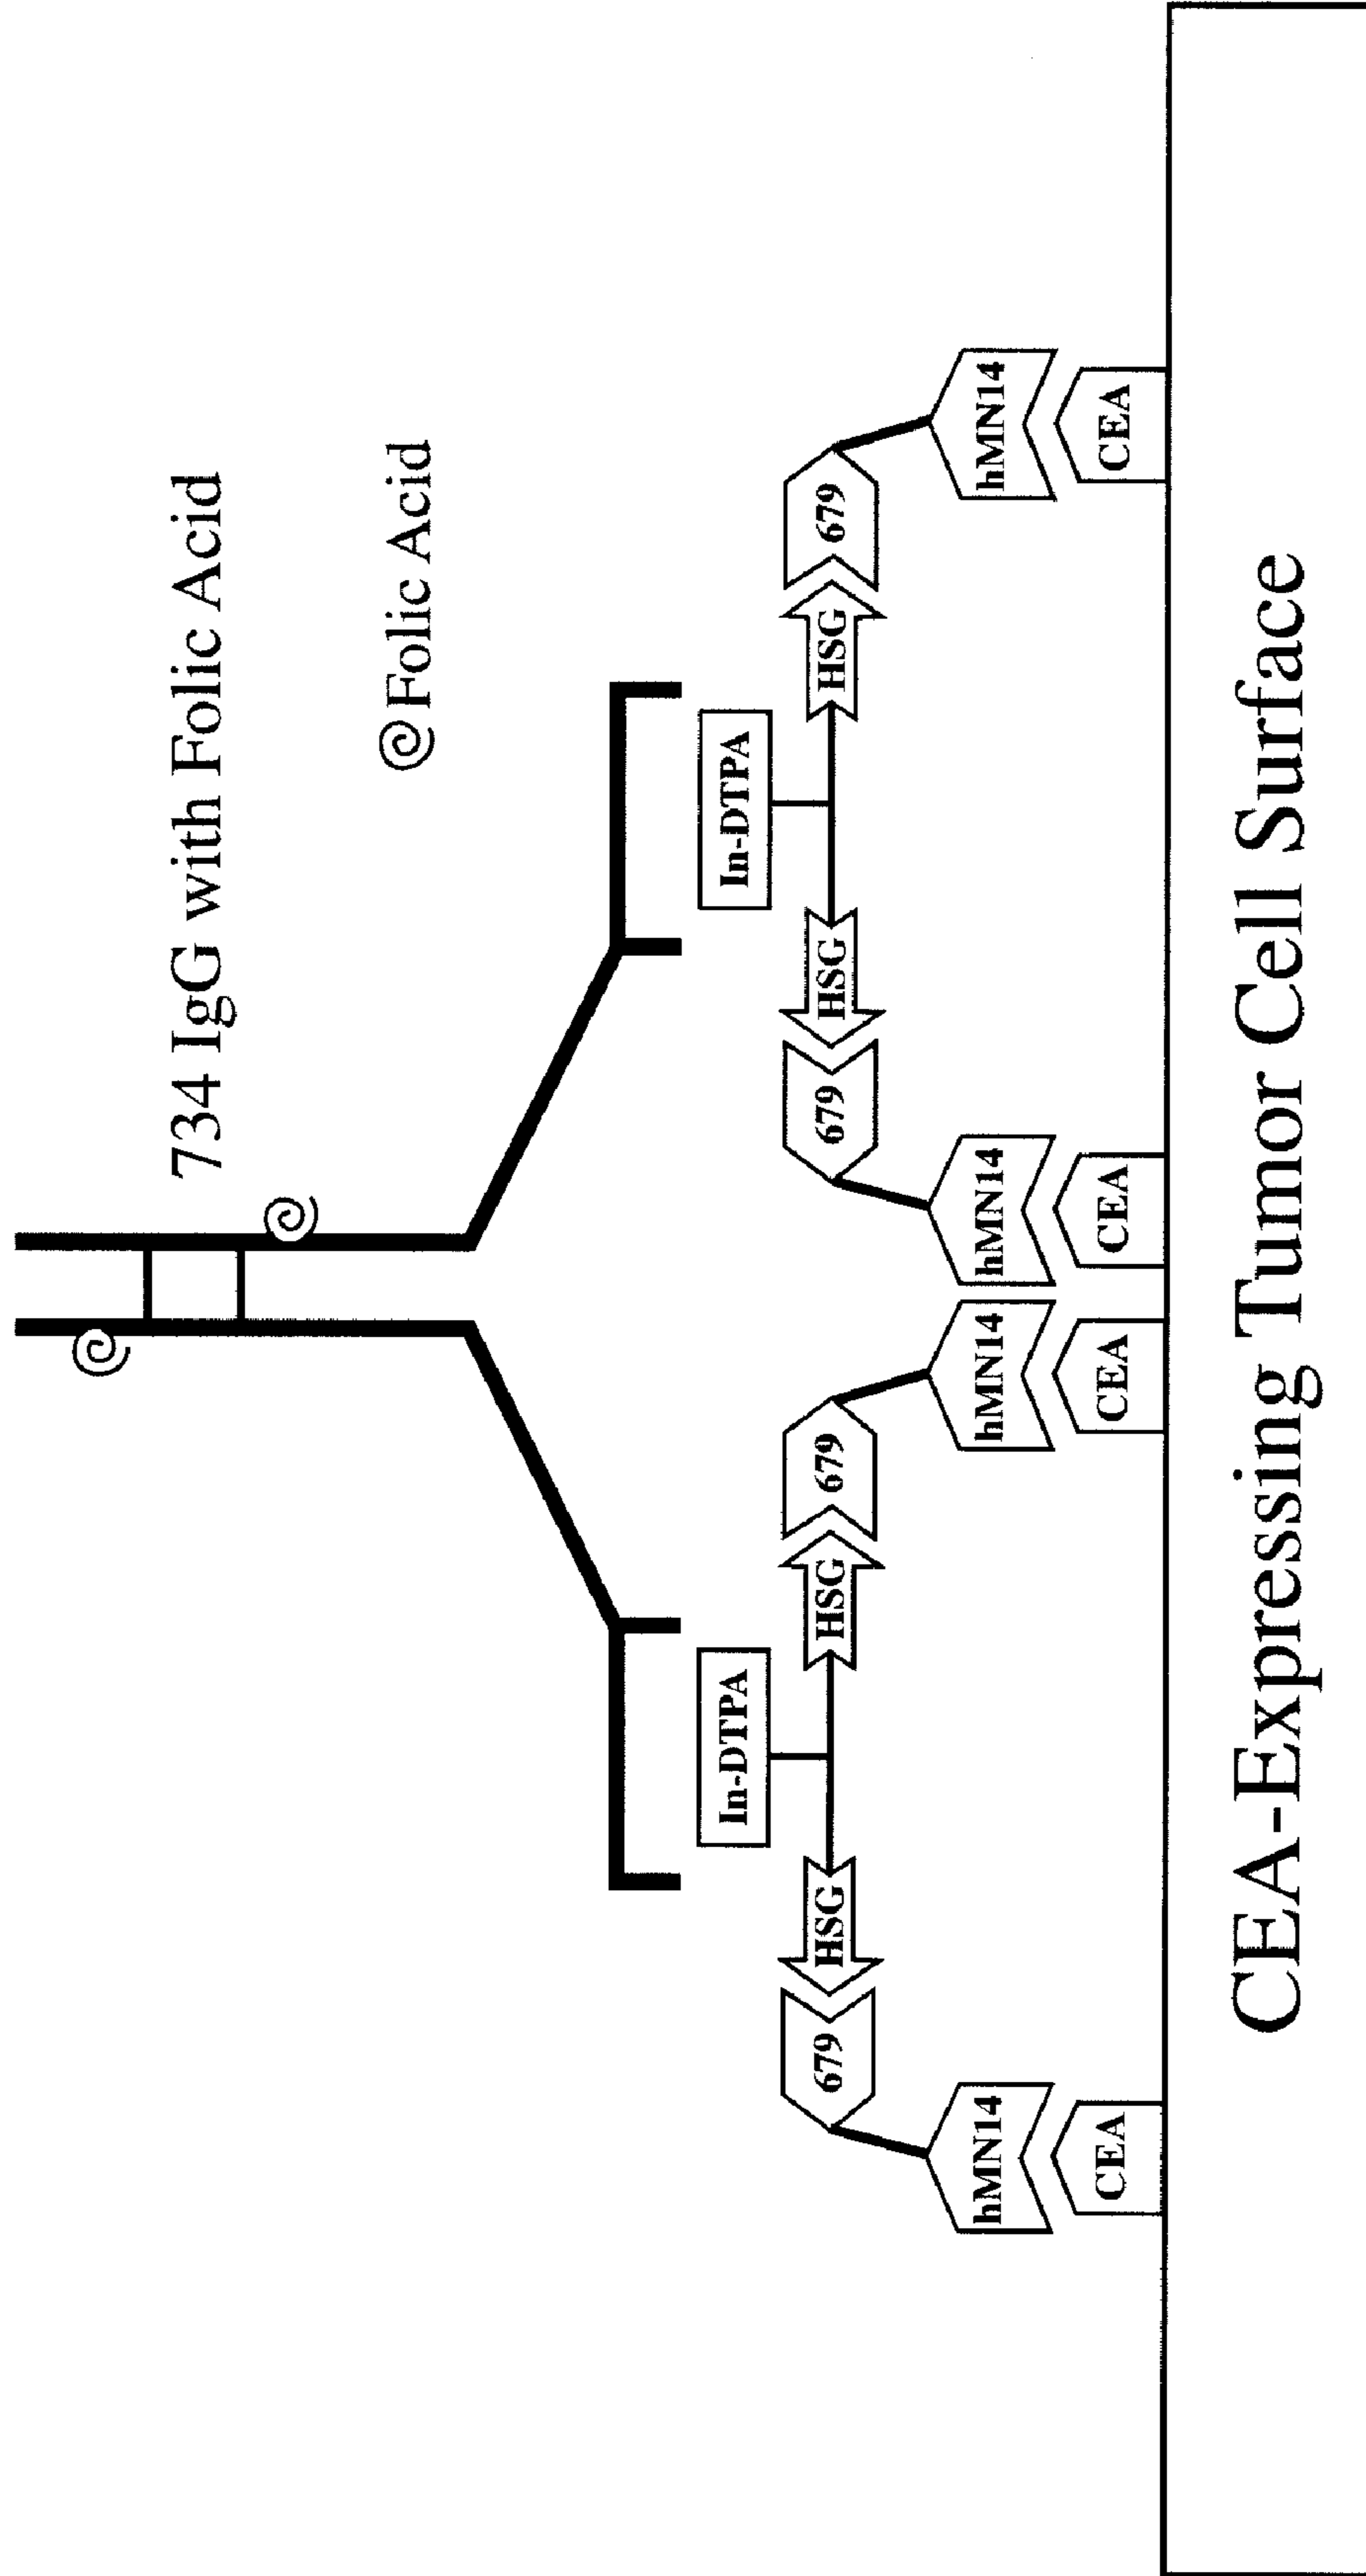 734 IgG with Folic Acid
Folic Acid
In-DTPA In-DTPA
679 HSG HSG 679 679 HSG HSG 679
hMN14 hMN14 hMN14 hMN14
CEA CEA CEA CEA
CEA-Expressing Tumor Cell Surface